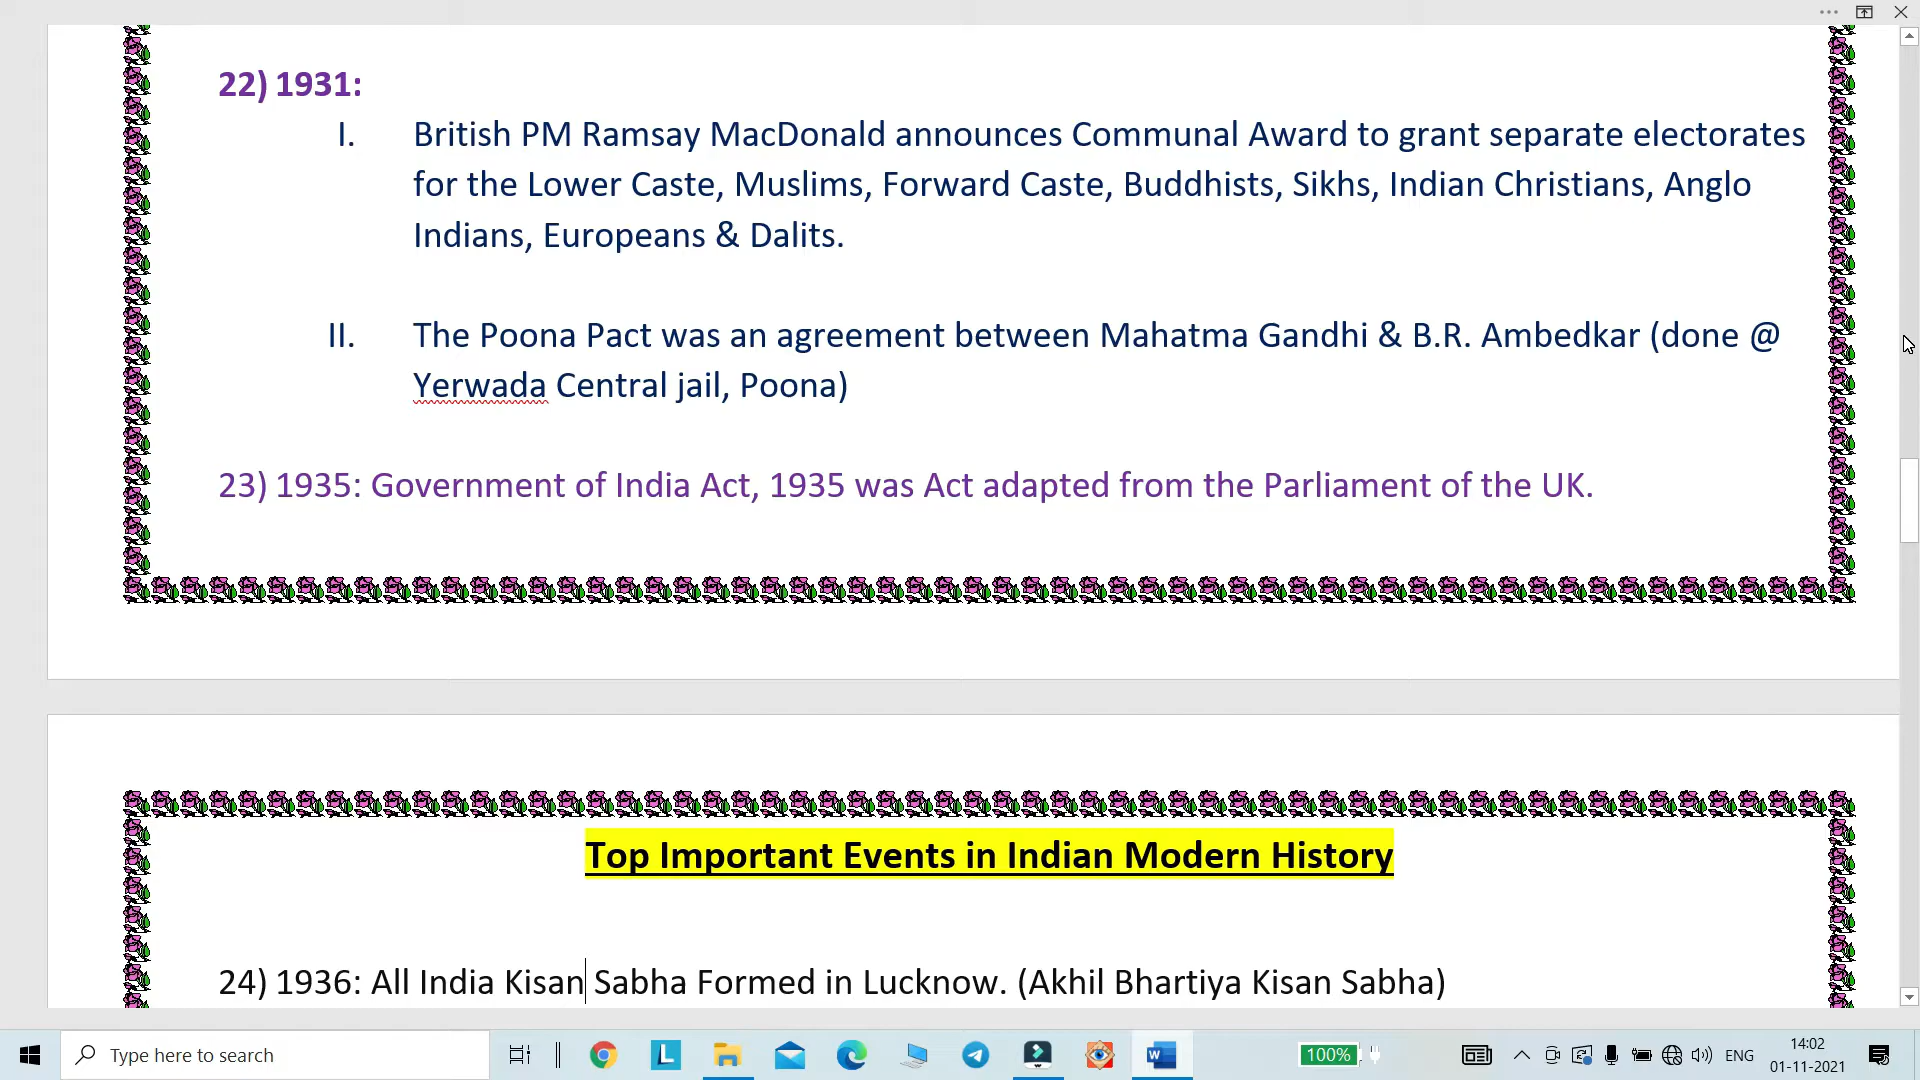 22) 1931:
I. British PM Ramsay MacDonald announces Communal Award to grant separate electorates
for the Lower Caste, Muslims, Forward Caste, Buddhists, Sikhs, Indian Christians, Anglo
Indians, Europeans & Dalits.
II. The Poona Pact was an agreement between Mahatma Gandhi & B.R. Ambedkar (done @
Yerwada Central jail, Poona)
23) 1935: Government of India Act, 1935 was Act adapted from the Parliament of the UK.
Top Important Events in Indian Modern History
24) 1936: All India Kisan Sabha Formed in Lucknow. (Akhil Bhartiya Kisan Sabha)
Type here to search
L
W
100%
ENG
14:02
01-11-2021